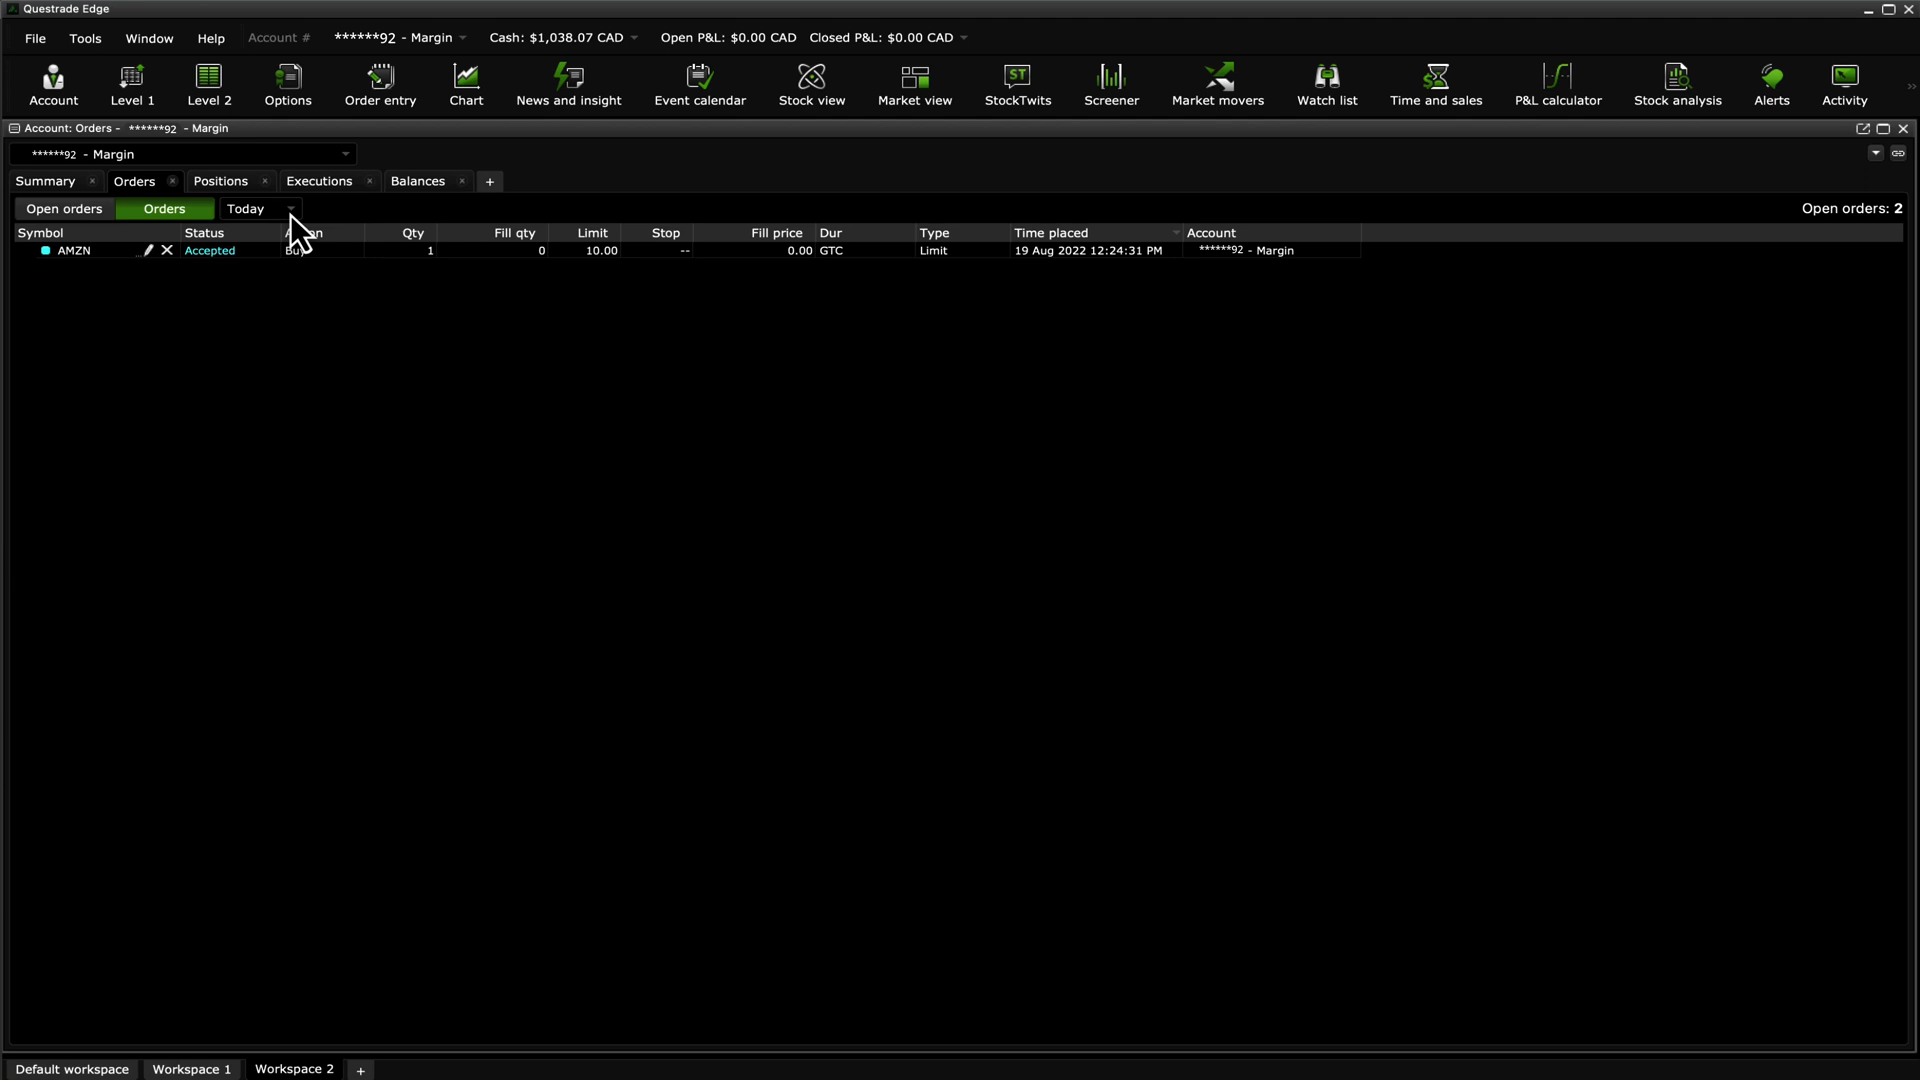 Questrade Edge
File Tools Window Help Account # ******92 - Margin Cash: $1,038.07 CAD Open P&L: $0.00 CAD Closed P&L: $0.00 CAD
Account Level 1 Level 2 Options Order entry Chart News and insight Event calendar Stock view Market view StockTwits Screener Market movers Watch list Time and sales P&L calculator Stock analysis Alerts Activity
Account: Orders - ******92 - Margin
******92 - Margin
Summary Orders Positions Executions Balances +
Open orders Orders Today Open orders: 2
Symbol Status Qty Fill qty Limit Stop Fill price Dur Type Time placed Account
AMZN ... Accepted Buy 1 0 10.00 -- 0.00 GTC Limit 19 Aug 2022 12:24:31 PM ******92 - Margin
Default workspace Workspace 1 Workspace 2 +